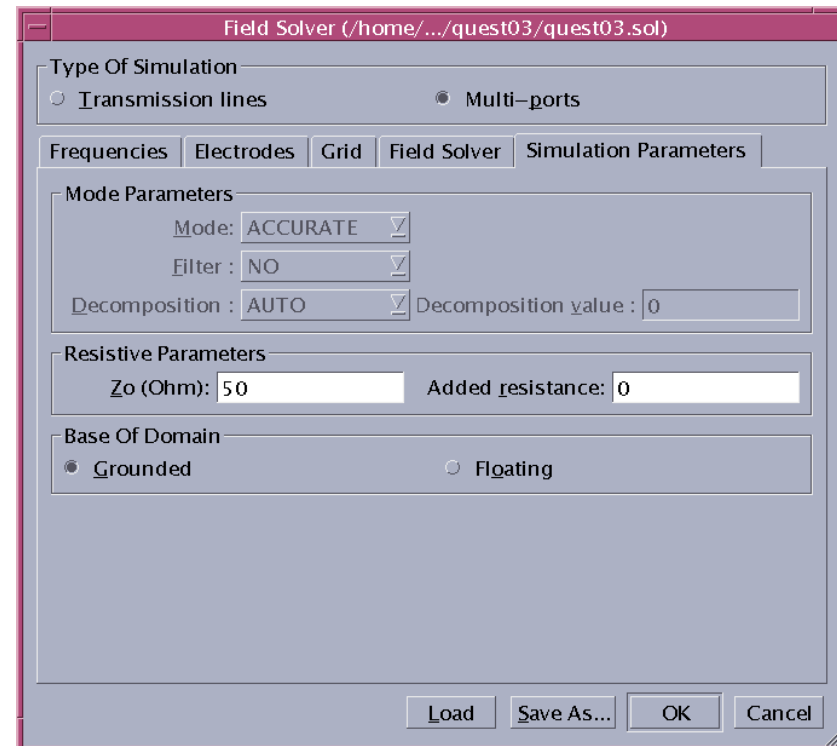 Field Solver (/home/.../quest03/quest03.sol)
Type Of Simulation
Transmission lines Multi-ports
Frequencies Electrodes Grid Field Solver Simulation Parameters
Mode Parameters
Mode: ACCURATE
Filter : NO
Decomposition : AUTO Decomposition value : 0
Resistive Parameters
Zo (Ohm): 50 Added resistance: 0
Base Of Domain
Grounded Floating
Load Save As... OK Cancel